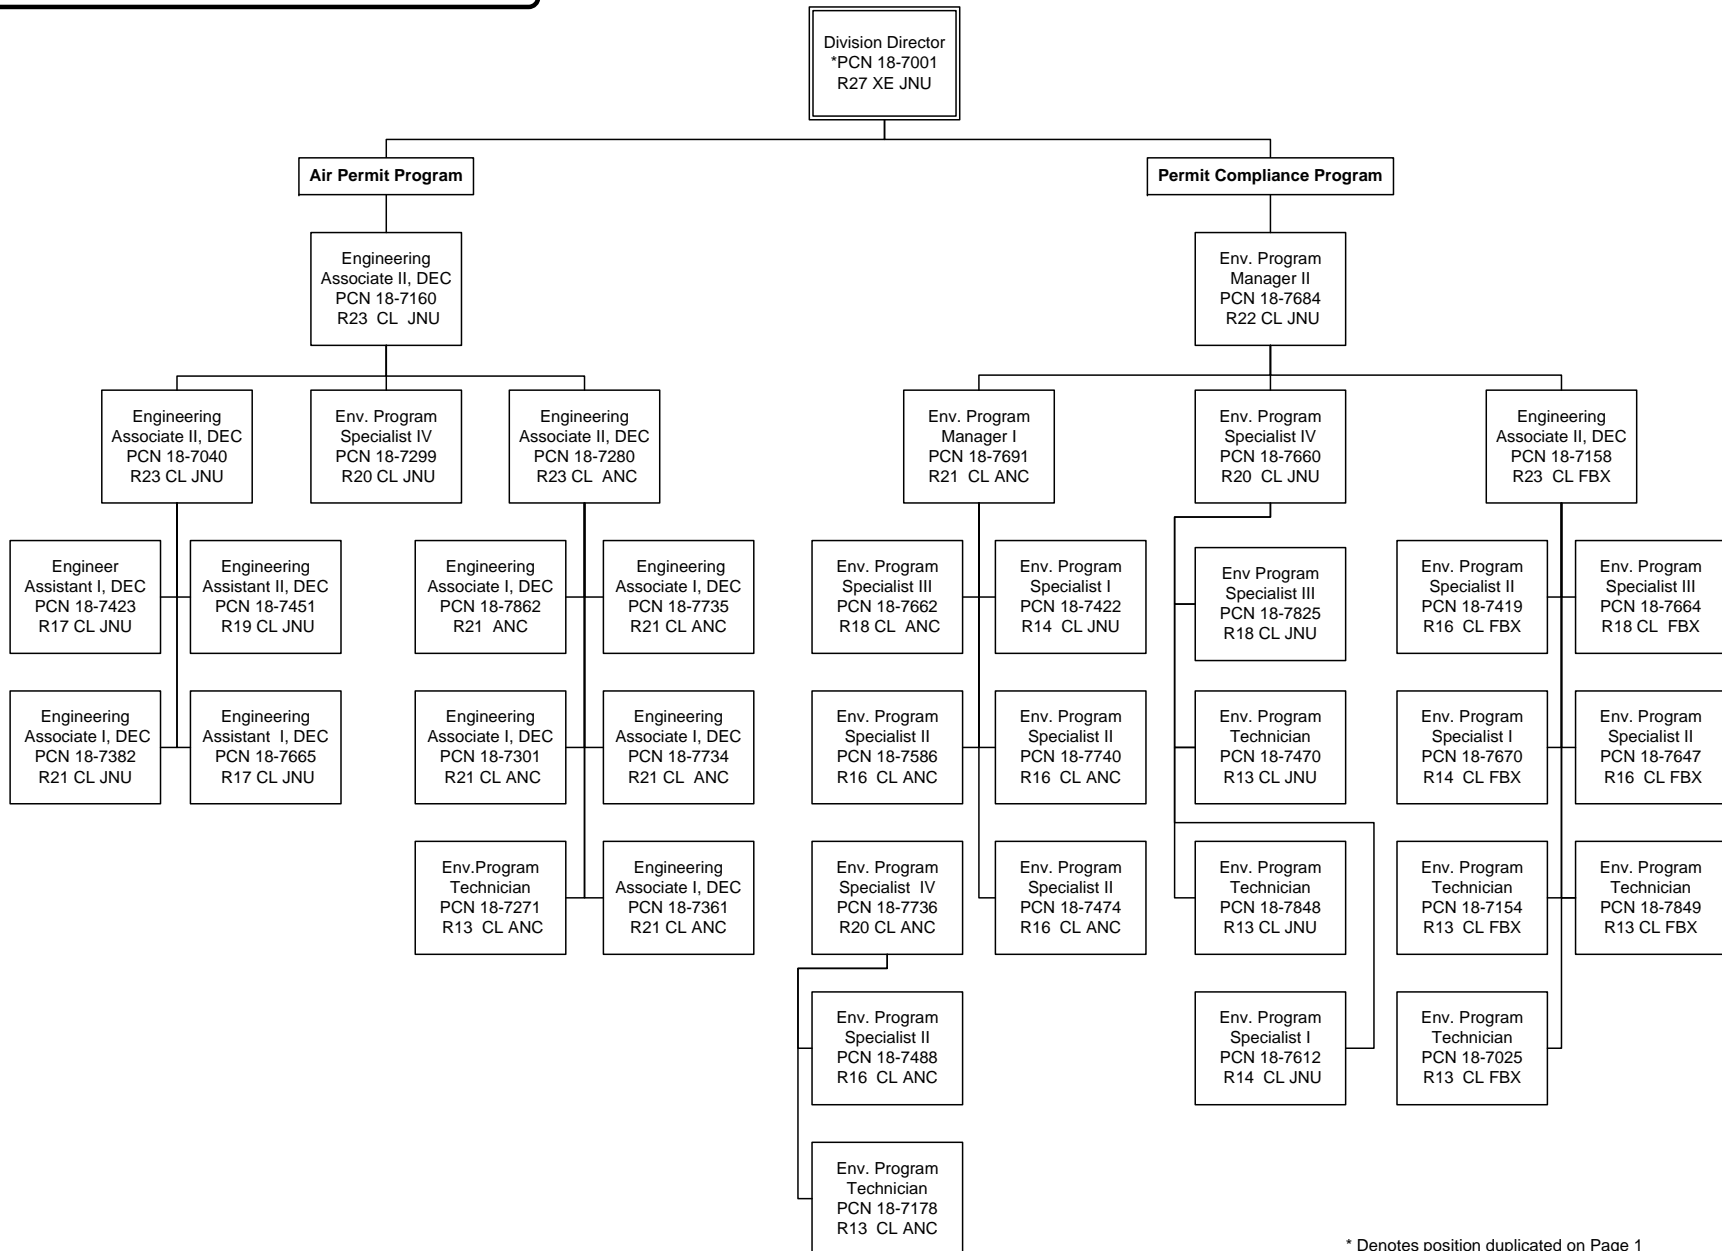 Division Director
*PCN 18-7001
R27 XE JNU
Air Permit Program
Permit Compliance Program
Engineering
Associate II, DEC
PCN 18-7160
R23 CL JNU
Env. Program
Manager II
PCN 18-7684
R22 CL JNU
Engineering
Associate II, DEC
PCN 18-7040
R23 CL JNU
Env. Program
Specialist IV
PCN 18-7299
R20 CL JNU
Engineering
Associate II, DEC
PCN 18-7280
R23 CL ANC
Env. Program
Manager I
PCN 18-7691
R21 CL ANC
Env. Program
Specialist IV
PCN 18-7660
R20 CL JNU
Engineering
Associate II, DEC
PCN 18-7158
R23 CL FBX
Engineer
Assistant I, DEC
PCN 18-7423
R17 CL JNU
Engineering
Assistant II, DEC
PCN 18-7451
R19 CL JNU
Engineering
Associate I, DEC
PCN 18-7862
R21 ANC
Engineering
Associate I, DEC
PCN 18-7735
R21 CL ANC
Env. Program
Specialist III
PCN 18-7662
R18 CL ANC
Env. Program
Specialist I
PCN 18-7422
R14 CL JNU
Env Program
Specialist III
PCN 18-7825
R18 CL JNU
Env. Program
Specialist II
PCN 18-7419
R16 CL FBX
Env. Program
Specialist III
PCN 18-7664
R18 CL FBX
Engineering
Associate I, DEC
PCN 18-7382
R21 CL JNU
Engineering
Assistant I, DEC
PCN 18-7665
R17 CL JNU
Engineering
Associate I, DEC
PCN 18-7301
R21 CL ANC
Engineering
Associate I, DEC
PCN 18-7734
R21 CL ANC
Env. Program
Specialist II
PCN 18-7586
R16 CL ANC
Env. Program
Specialist II
PCN 18-7740
R16 CL ANC
Env. Program
Technician
PCN 18-7470
R13 CL JNU
Env. Program
Specialist I
PCN 18-7670
R14 CL FBX
Env. Program
Specialist II
PCN 18-7647
R16 CL FBX
Env.Program
Technician
PCN 18-7271
R13 CL ANC
Engineering
Associate I, DEC
PCN 18-7361
R21 CL ANC
Env. Program
Specialist IV
PCN 18-7736
R20 CL ANC
Env. Program
Specialist II
PCN 18-7474
R16 CL ANC
Env. Program
Technician
PCN 18-7848
R13 CL JNU
Env. Program
Technician
PCN 18-7154
R13 CL FBX
Env. Program
Technician
PCN 18-7849
R13 CL FBX
Env. Program
Specialist II
PCN 18-7488
R16 CL ANC
Env. Program
Specialist I
PCN 18-7612
R14 CL JNU
Env. Program
Technician
PCN 18-7025
R13 CL FBX
Env. Program
Technician
PCN 18-7178
R13 CL ANC
* Denotes position duplicated on Page 1